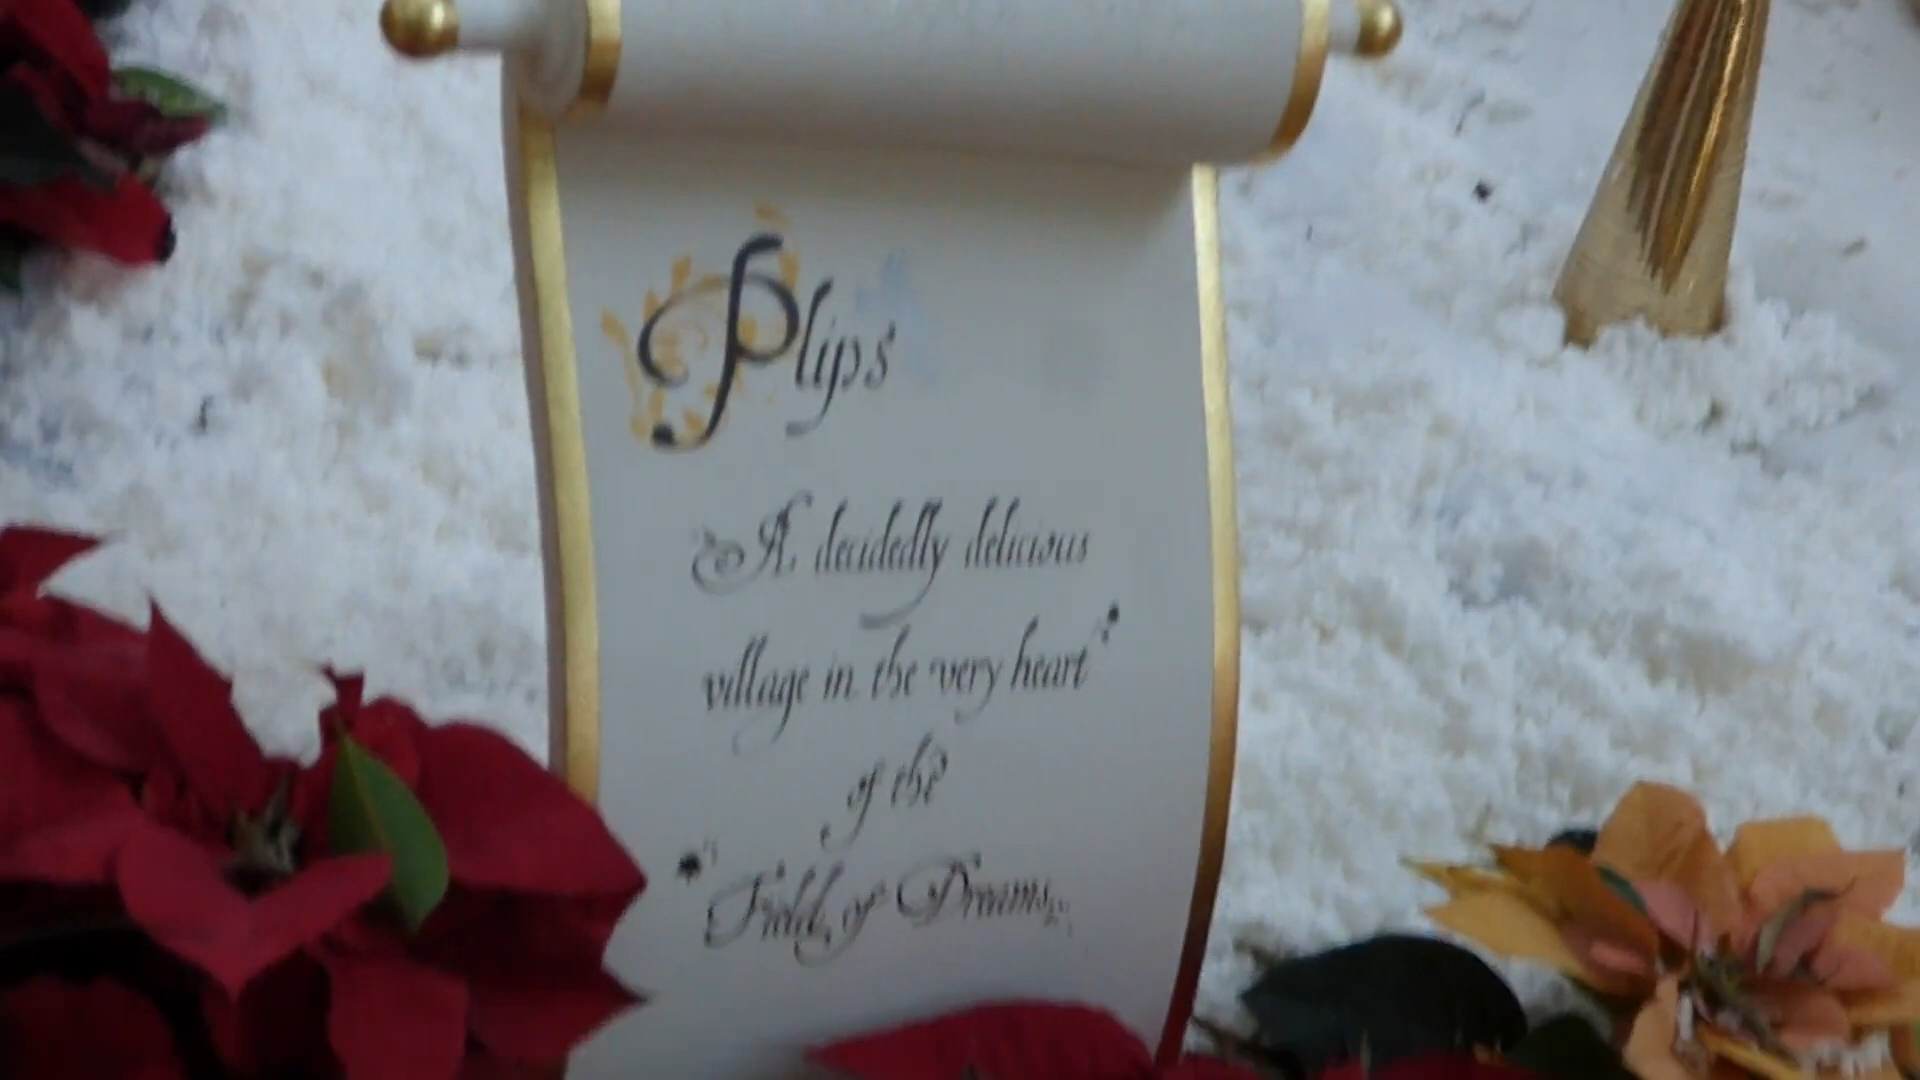 Plips
A decidedly delicious
village in the very heart
of the
Field of Dreams